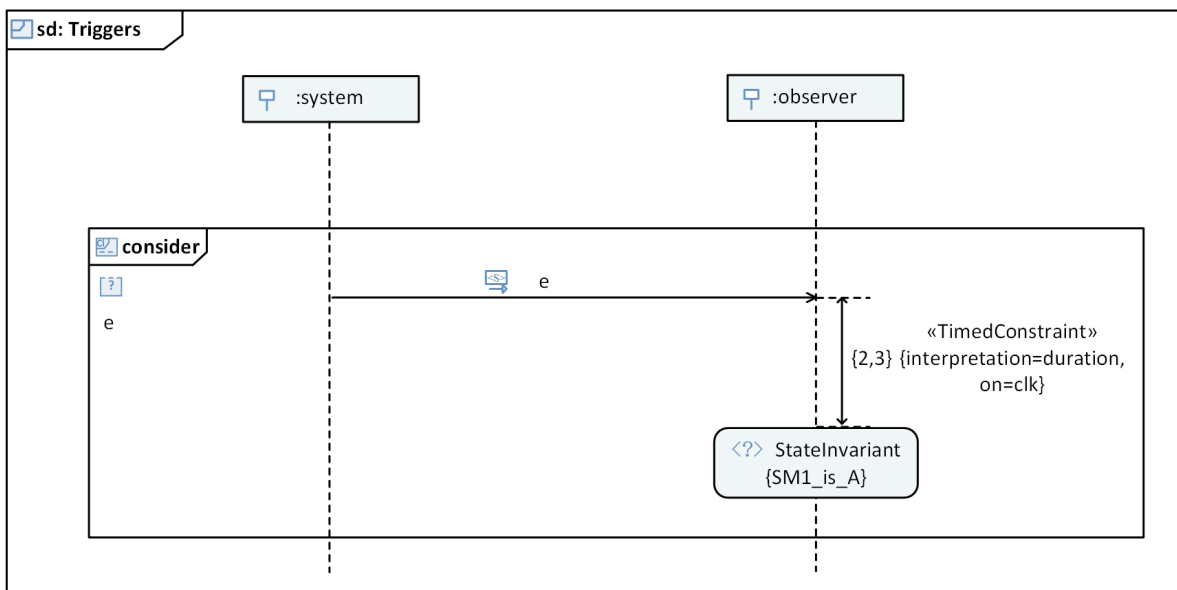 sd: Triggers
:system
:observer
consider
e
e
«TimedConstraint»
{2,3} {interpretation=duration,
on=clk}
StateInvariant
{SM1_is_A}